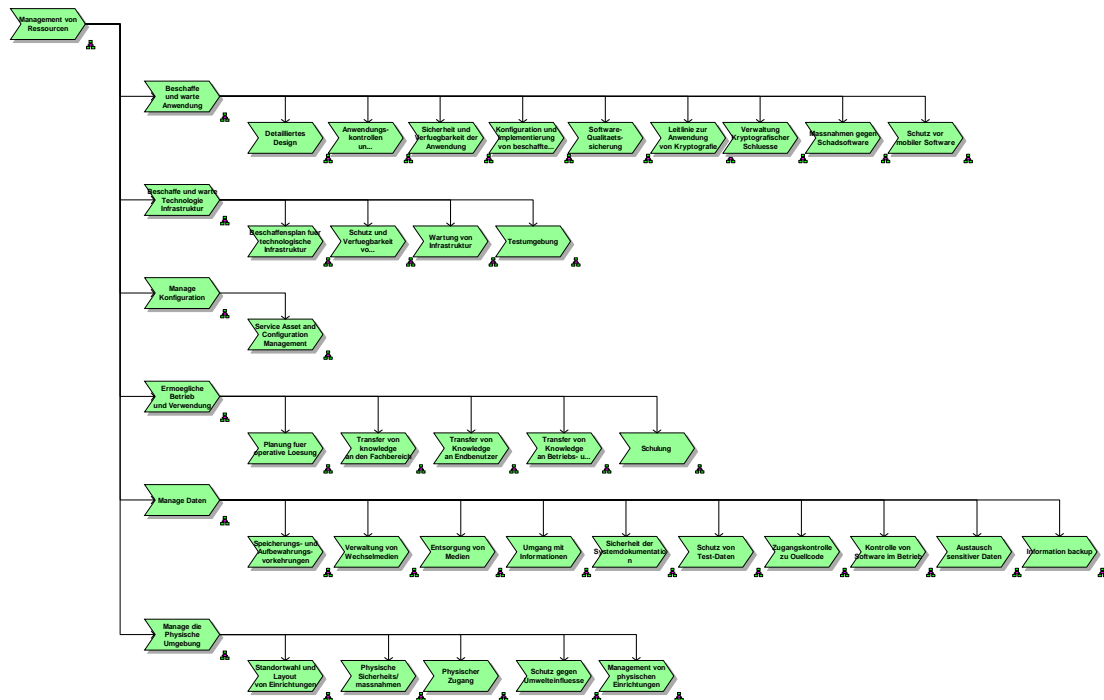 Management von
Ressourcen
Beschaffe
und warte
Anwendung
Detailliertes
Design
Anwendungs-
kontrollen
un...
Sicherheit und
Verfuegbarkeit der
Anwendung
Konfiguration und
Implementierung
von beschaffte...
Software-
Qualitaets-
sicherung
Leitlinie zur
Anwendung
von Kryptografie
Verwaltung
Kryptografischer
Schluesse
Massnahmen gegen
Schadsoftware
Schutz vor
mobiler Software
Beschaffe und warte
Technologie
Infrastruktur
Beschaffensplan fuer
technologische
Infrastruktur
Schutz und
Verfuegbarkeit
vo...
Wartung von
Infrastruktur
Testumgebung
Manage
Konfiguration
Service Asset and
Configuration
Management
Ermoegliche
Betrieb
und Verwendung
Planung fuer
operative Loesung
Transfer von
knowledge
an den Fachbereich
Transfer von
Knowledge
an Endbenutzer
Transfer von
Knowledge
an Betriebs- u...
Schulung
Manage Daten
Speicherungs- und
Aufbewahrungs-
vorkehrungen
Verwaltung von
Wechselmedien
Entsorgung von
Medien
Umgang mit
Informationen
Sicherheit der
Systemdokumentatio
n
Schutz von
Test-Daten
Zugangskontrolle
zu Quellcode
Kontrolle von
Software im Betrieb
Austausch
sensitiver Daten
Information backup
Manage die
Physische
Umgebung
Standortwahl und
Layout
von Einrichtungen
Physische
Sicherheits/
massnahmen
Physischer
Zugang
Schutz gegen
Umwelteinfluesse
Management von
physischen
Einrichtungen